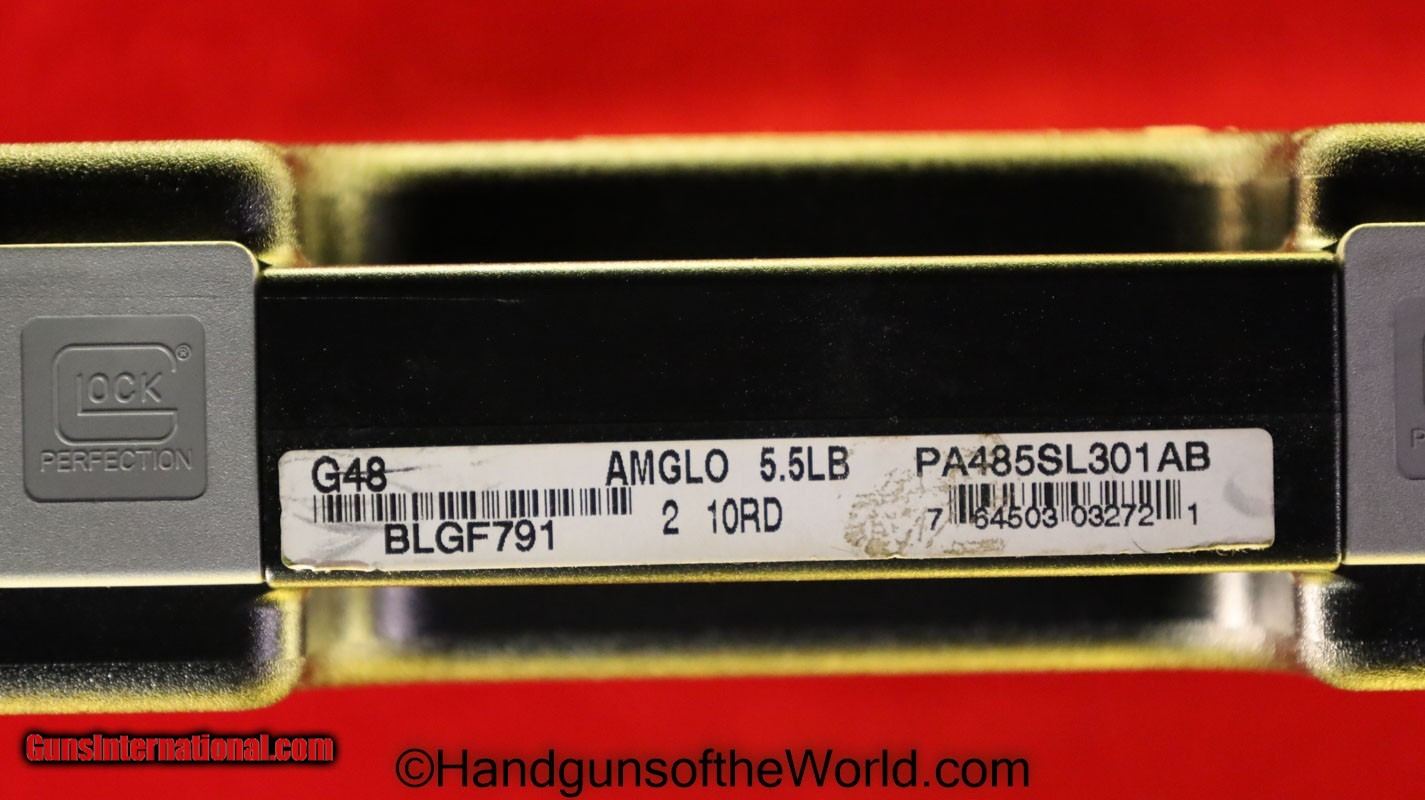 GLOCK®
PERFECTION
G48 AMGLO 5.5LB PA485SL301AB
BLGF791 2 10RD 7 64503 03272 1
GunsInternational.com
©HandgunsoftheWorld.com